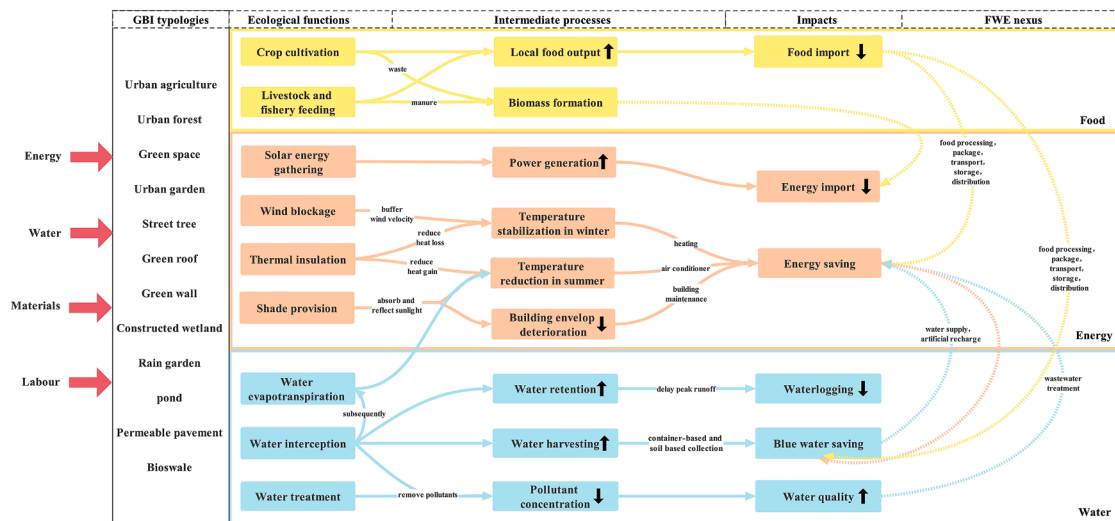 GBI typologies
Ecological functions
Intermediate processes
Impacts
FWE nexus
Energy
Water
Materials
Labour
Urban agriculture
Urban forest
Green space
Urban garden
Street tree
Green roof
Green wall
Constructed wetland
Rain garden
pond
Permeable pavement
Bioswale
Crop cultivation
waste
Local food output
Food import
Livestock and
fishery feeding
manure
Biomass formation
Food
food processing,
package,
transport,
storage,
distribution
Solar energy
gathering
Power generation
Energy import
Wind blockage
buffer
wind velocity
Temperature
stabilization in winter
heating
reduce
heat loss
Thermal insulation
reduce
heat gain
Temperature
reduction in summer
air conditioner
Energy saving
food processing,
package,
transport,
storage,
distribution
Shade provision
absorb and
reflect sunlight
Building envelop
deterioration
building
maintenance
water supply,
artificial recharge
Energy
Water
evapotranspiration
subsequently
Water retention
delay peak runoff
Waterlogging
wastewater
treatment
Water interception
Water harvesting
container-based and
soil based collection
Blue water saving
Water treatment
remove pollutants
Pollutant
concentration
Water quality
Water